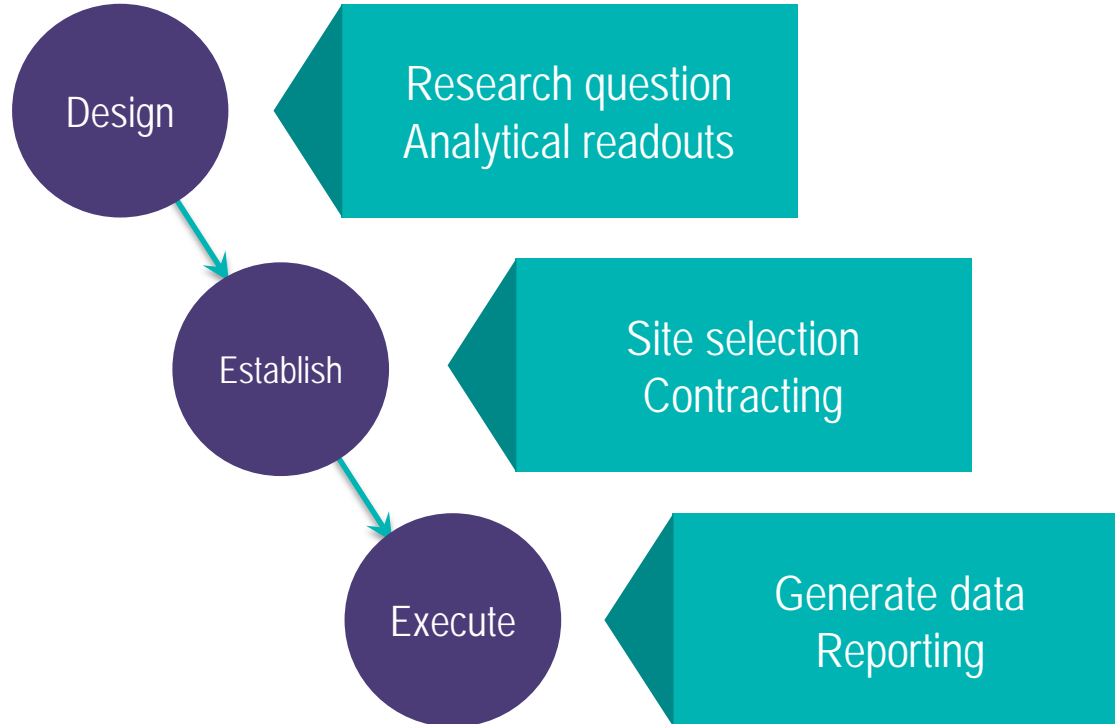 Design
Research question
Analytical readouts
Establish
Site selection
Contracting
Execute
Generate data
Reporting